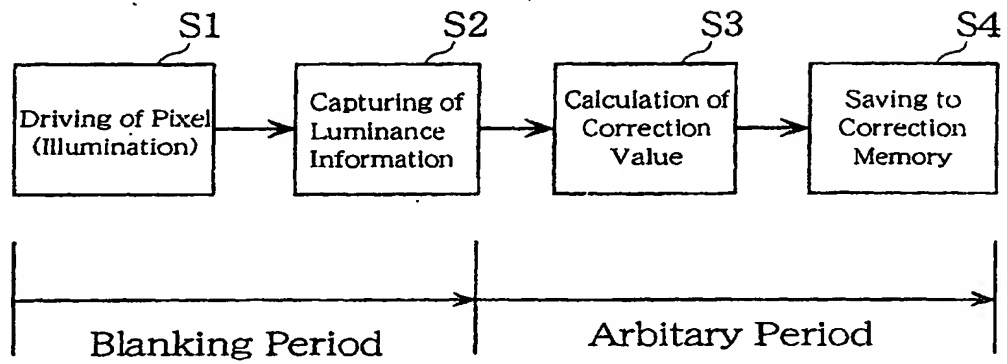 S1
S2
S3
S4
Driving of Pixel
(Illumination)
Capturing of
Luminance
Information
Calculation of
Correction
Value
Saving to
Correction
Memory
Blanking Period
Arbitary Period